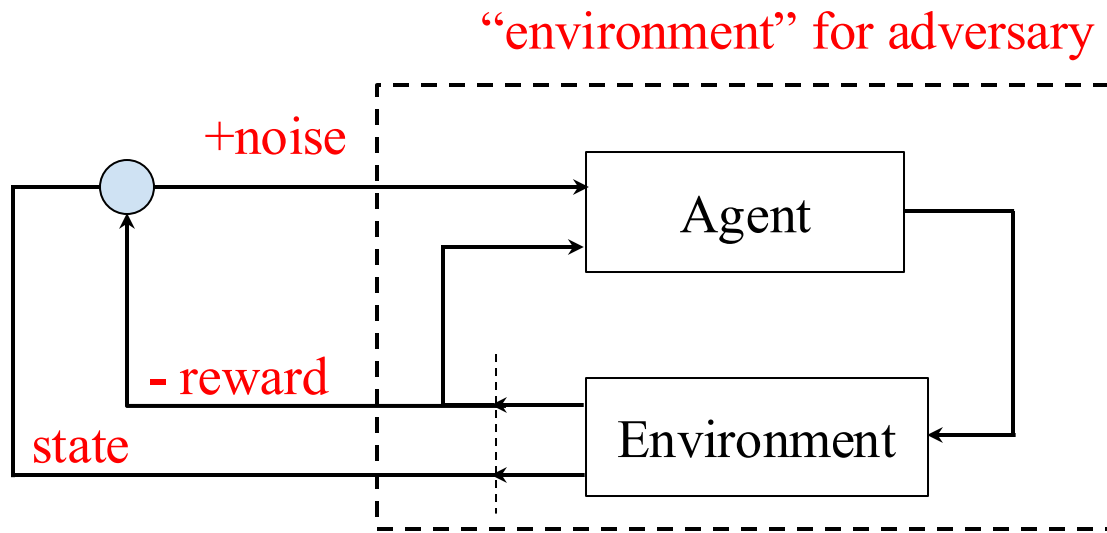 “environment” for adversary
+noise
Agent
- reward
Environment
state